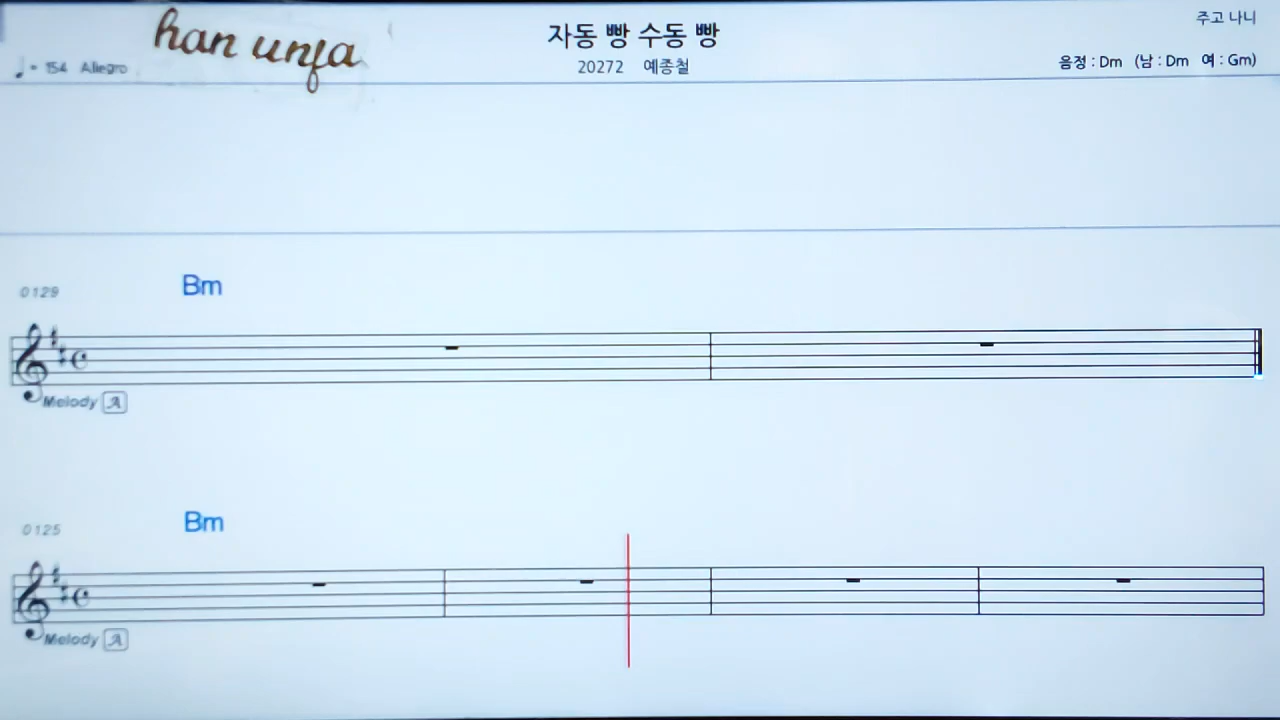 han unja
자동 빵 수동 빵
주고 나니
♩= 154 Allegro
20272 예종철
음정 : Dm (남 : Dm 여 : Gm)
0129
Bm
Melody A
0125
Bm
Melody A